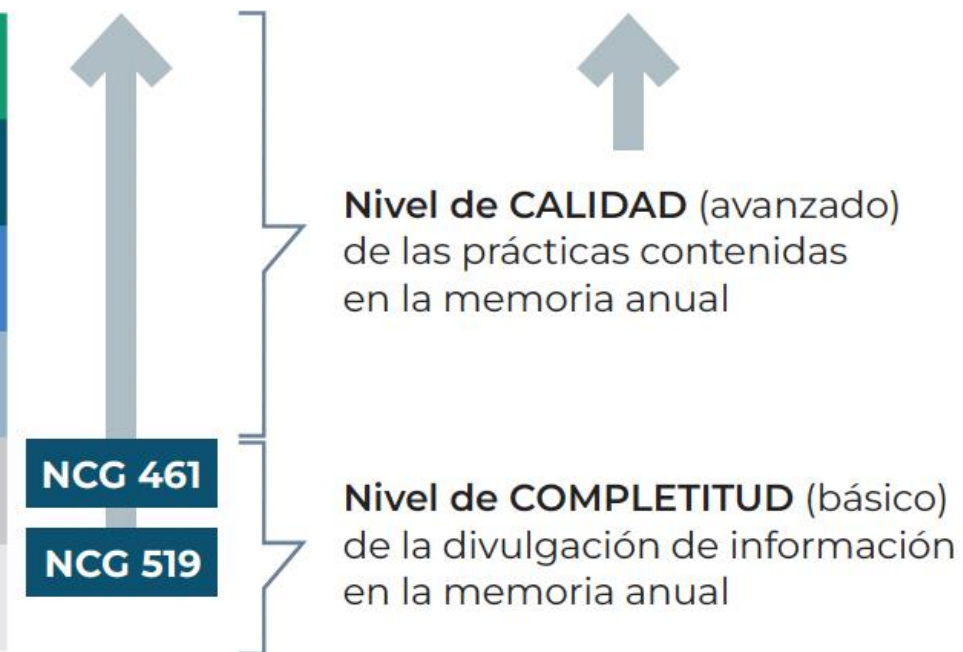 Nivel de CALIDAD (avanzado)
de las prácticas contenidas
en la memoria anual
NCG 461
NCG 519
Nivel de COMPLETITUD (básico)
de la divulgación de información
en la memoria anual